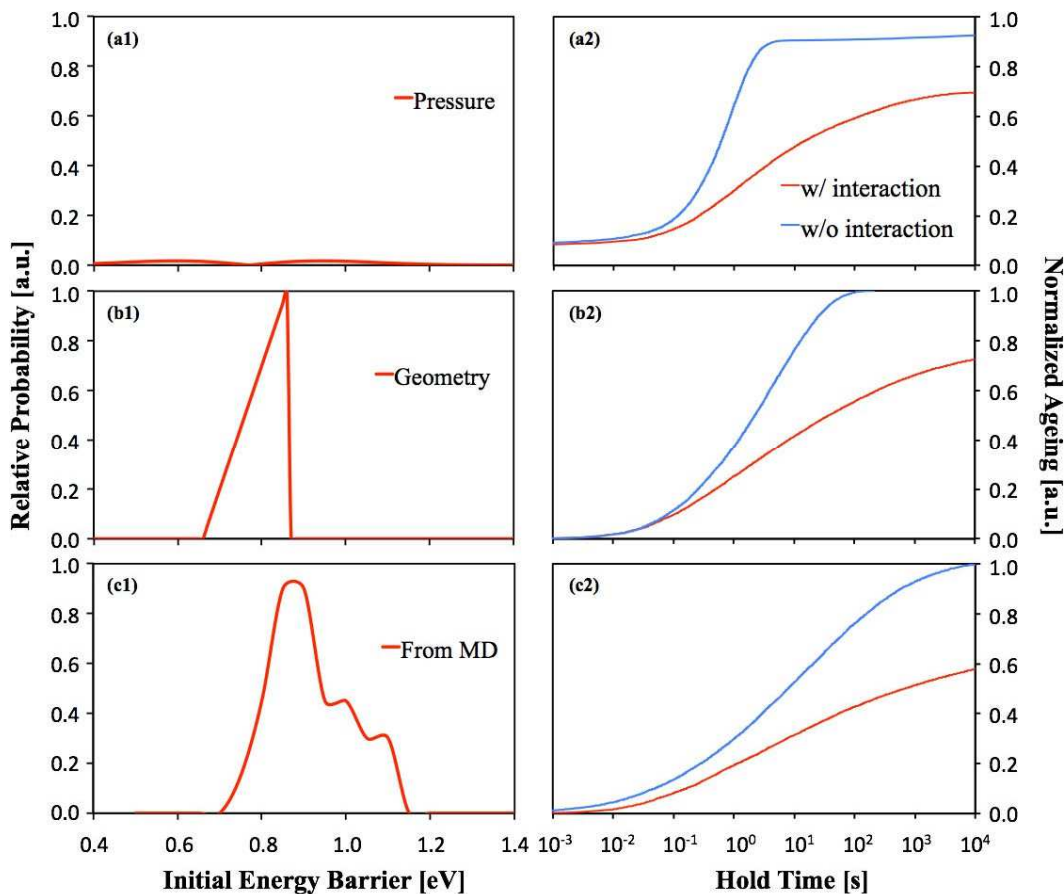 (a1)
1.0
0.8
0.6
0.4
0.2
0.0
Pressure
(a2)
1.0
0.8
0.6
0.4
0.2
0.0
w/ interaction
w/o interaction
(b1)
1.0
0.8
0.6
0.4
0.2
0.0
Geometry
(b2)
1.0
0.8
0.6
0.4
0.2
0.0
(c1)
1.0
0.8
0.6
0.4
0.2
0.0
From MD
(c2)
1.0
0.8
0.6
0.4
0.2
0.0
0.4 0.6 0.8 1.0 1.2 1.4
10⁻³ 10⁻² 10⁻¹ 10⁰ 10¹ 10² 10³ 10⁴
Relative Probability [a.u.]
Normalized Ageing [a.u.]
Initial Energy Barrier [eV]
Hold Time [s]